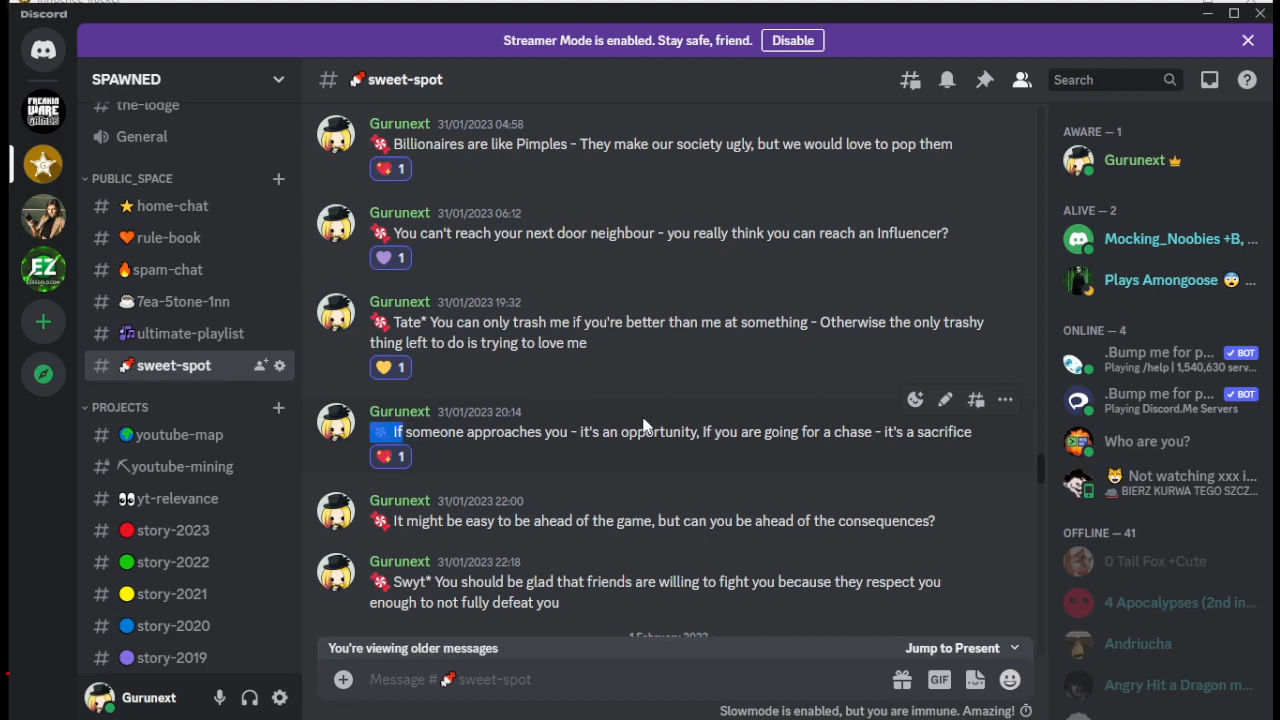 Discord
Streamer Mode is enabled. Stay safe, friend.
Disable
SPAWNED
# sweet-spot
Search
the-lodge
General
PUBLIC_SPACE
home-chat
rule-book
spam-chat
7ea-5tone-1nn
ultimate-playlist
sweet-spot
PROJECTS
youtube-map
youtube-mining
yt-relevance
story-2023
story-2022
story-2021
story-2020
story-2019
Gurunext
FREAKIN
WARE
GAMES
G
EZ
Gurunext 31/01/2023 04:58
Billionaires are like Pimples - They make our society ugly, but we would love to pop them
1
Gurunext 31/01/2023 06:12
You can't reach your next door neighbour - you really think you can reach an Influencer?
1
Gurunext 31/01/2023 19:32
Tate* You can only trash me if you're better than me at something - Otherwise the only trashy
thing left to do is trying to love me
1
Gurunext 31/01/2023 20:14
If someone approaches you - it's an opportunity, If you are going for a chase - it's a sacrifice
1
Gurunext 31/01/2023 22:00
It might be easy to be ahead of the game, but can you be ahead of the consequences?
Gurunext 31/01/2023 22:18
Swyt* You should be glad that friends are willing to fight you because they respect you
enough to not fully defeat you
You're viewing older messages
Jump to Present
Message # sweet-spot
GIF
Slowmode is enabled, but you are immune. Amazing!
AWARE — 1
Gurunext
ALIVE — 2
Mocking_Noobies +B, ...
Plays Amongoose 😨 ...
ONLINE — 4
.Bump me for p... BOT
Playing /help | 1,540,630 serv...
.Bump me for p... BOT
Playing Discord.Me Servers
Who are you?
Not watching xxx i...
BIERZ KURWA TEGO SZCZ...
OFFLINE — 41
0 Tail Fox +Cute
4 Apocalypses (2nd in...
Andriucha
Angry Hit a Dragon m...